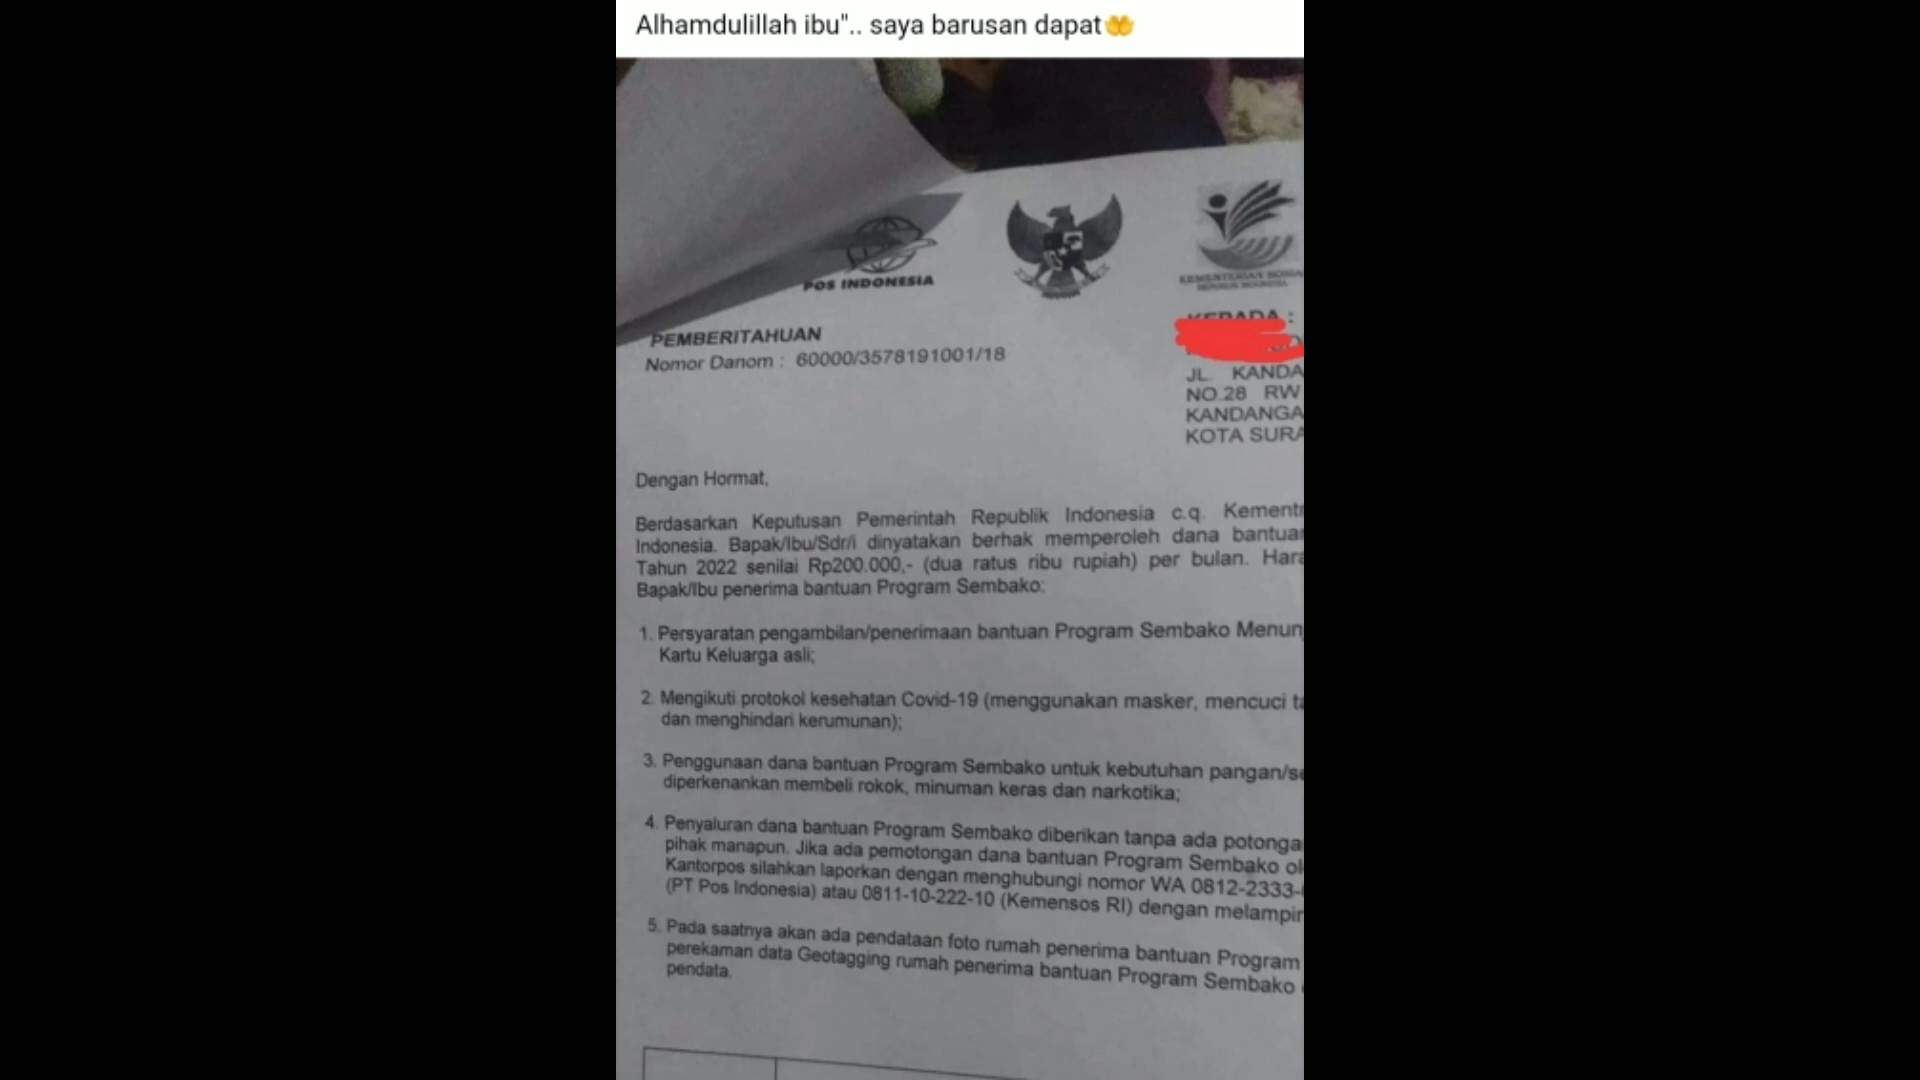 Alhamdulillah ibu".. saya barusan dapat🤲
POS INDONESIA
KEMENTERIAN
REPUBLIK INDONESIA
PEMBERITAHUAN
Nomor Danom : 60000/3578191001/18
KEPADA :
JL. KANDA
NO.28 RW
KANDANGA
KOTA SURA
Dengan Hormat,
Berdasarkan Keputusan Pemerintah Republik Indonesia c.q. Kementr
Indonesia. Bapak/Ibu/Sdr/i dinyatakan berhak memperoleh dana bantuan
Tahun 2022 senilai Rp200.000,- (dua ratus ribu rupiah) per bulan. Hara
Bapak/Ibu penerima bantuan Program Sembako:
1. Persyaratan pengambilan/penerimaan bantuan Program Sembako Menunj
Kartu Keluarga asli;
2. Mengikuti protokol kesehatan Covid-19 (menggunakan masker, mencuci ta
dan menghindari kerumunan);
3. Penggunaan dana bantuan Program Sembako untuk kebutuhan pangan/se
diperkenankan membeli rokok, minuman keras dan narkotika;
4. Penyaluran dana bantuan Program Sembako diberikan tanpa ada potonga
pihak manapun. Jika ada pemotongan dana bantuan Program Sembako ol
Kantorpos silahkan laporkan dengan menghubungi nomor WA 0812-2333-
(PT Pos Indonesia) atau 0811-10-222-10 (Kemensos RI) dengan melampir
5. Pada saatnya akan ada pendataan foto rumah penerima bantuan Program
perekaman data Geotagging rumah penerima bantuan Program Sembako
pendata.